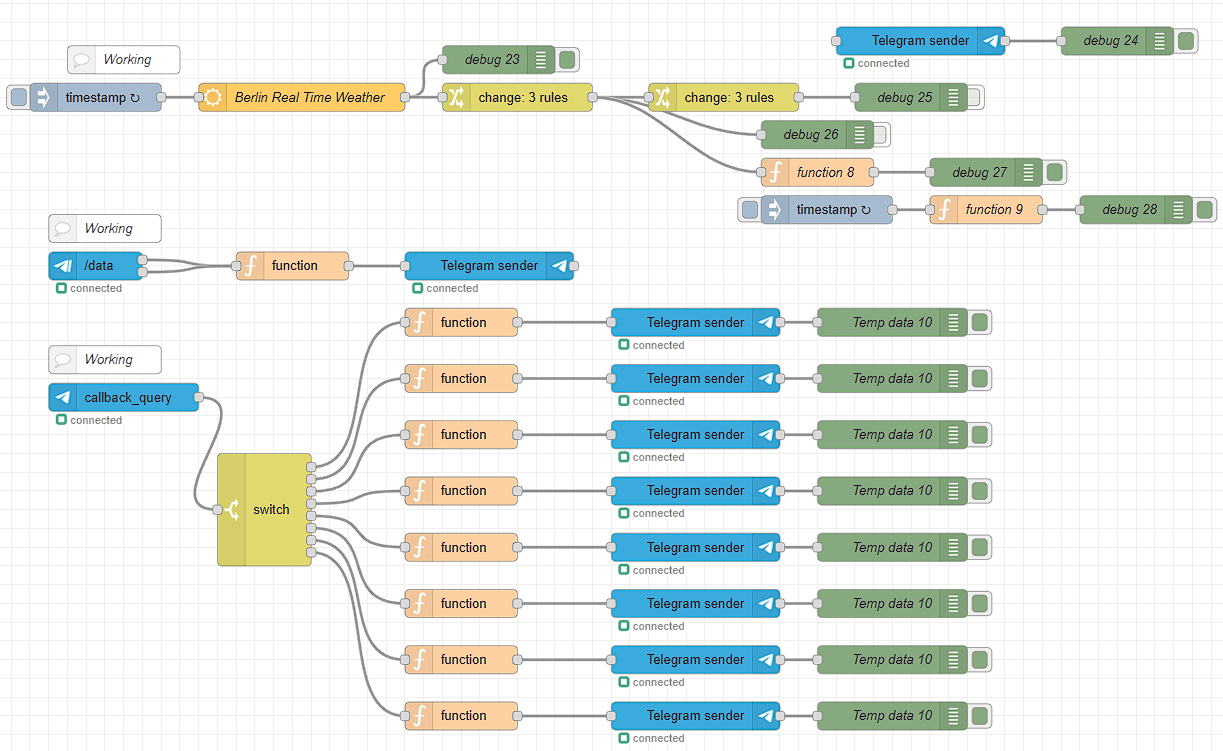 Telegram sender
debug 24
connected
Working
debug 23
timestamp ↻
Berlin Real Time Weather
change: 3 rules
change: 3 rules
debug 25
debug 26
function 8
debug 27
timestamp ↻
function 9
debug 28
Working
/data
function
Telegram sender
connected
connected
function
Telegram sender
Temp data 10
connected
Working
function
Telegram sender
Temp data 10
callback_query
connected
connected
function
Telegram sender
Temp data 10
connected
switch
function
Telegram sender
Temp data 10
connected
function
Telegram sender
Temp data 10
connected
function
Telegram sender
Temp data 10
connected
function
Telegram sender
Temp data 10
connected
function
Telegram sender
Temp data 10
connected